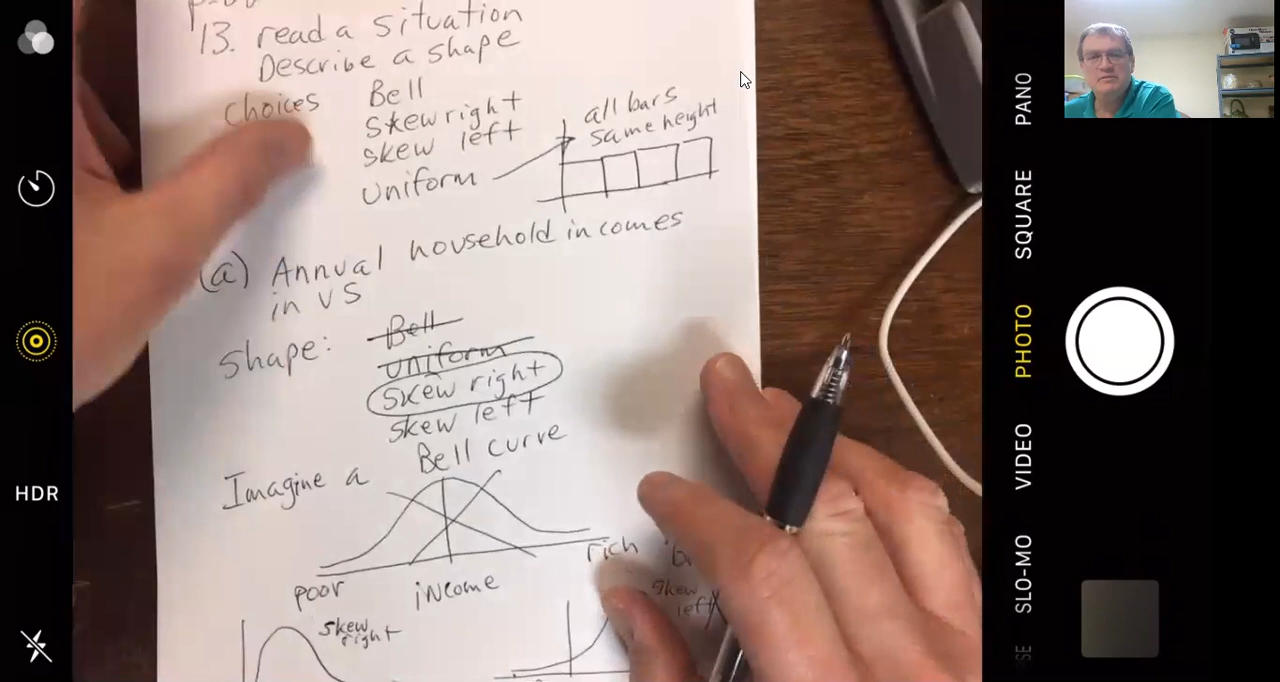 13. read a situation
Describe a shape
choices Bell
skew right
skew left
uniform
all bars
same height
(a) Annual household incomes
in US
shape: Bell
uniform
skew right
skew left
Imagine a Bell curve
poor income rich
skew
right
skew
left
HDR
PANO
SQUARE
PHOTO
VIDEO
SLO-MO